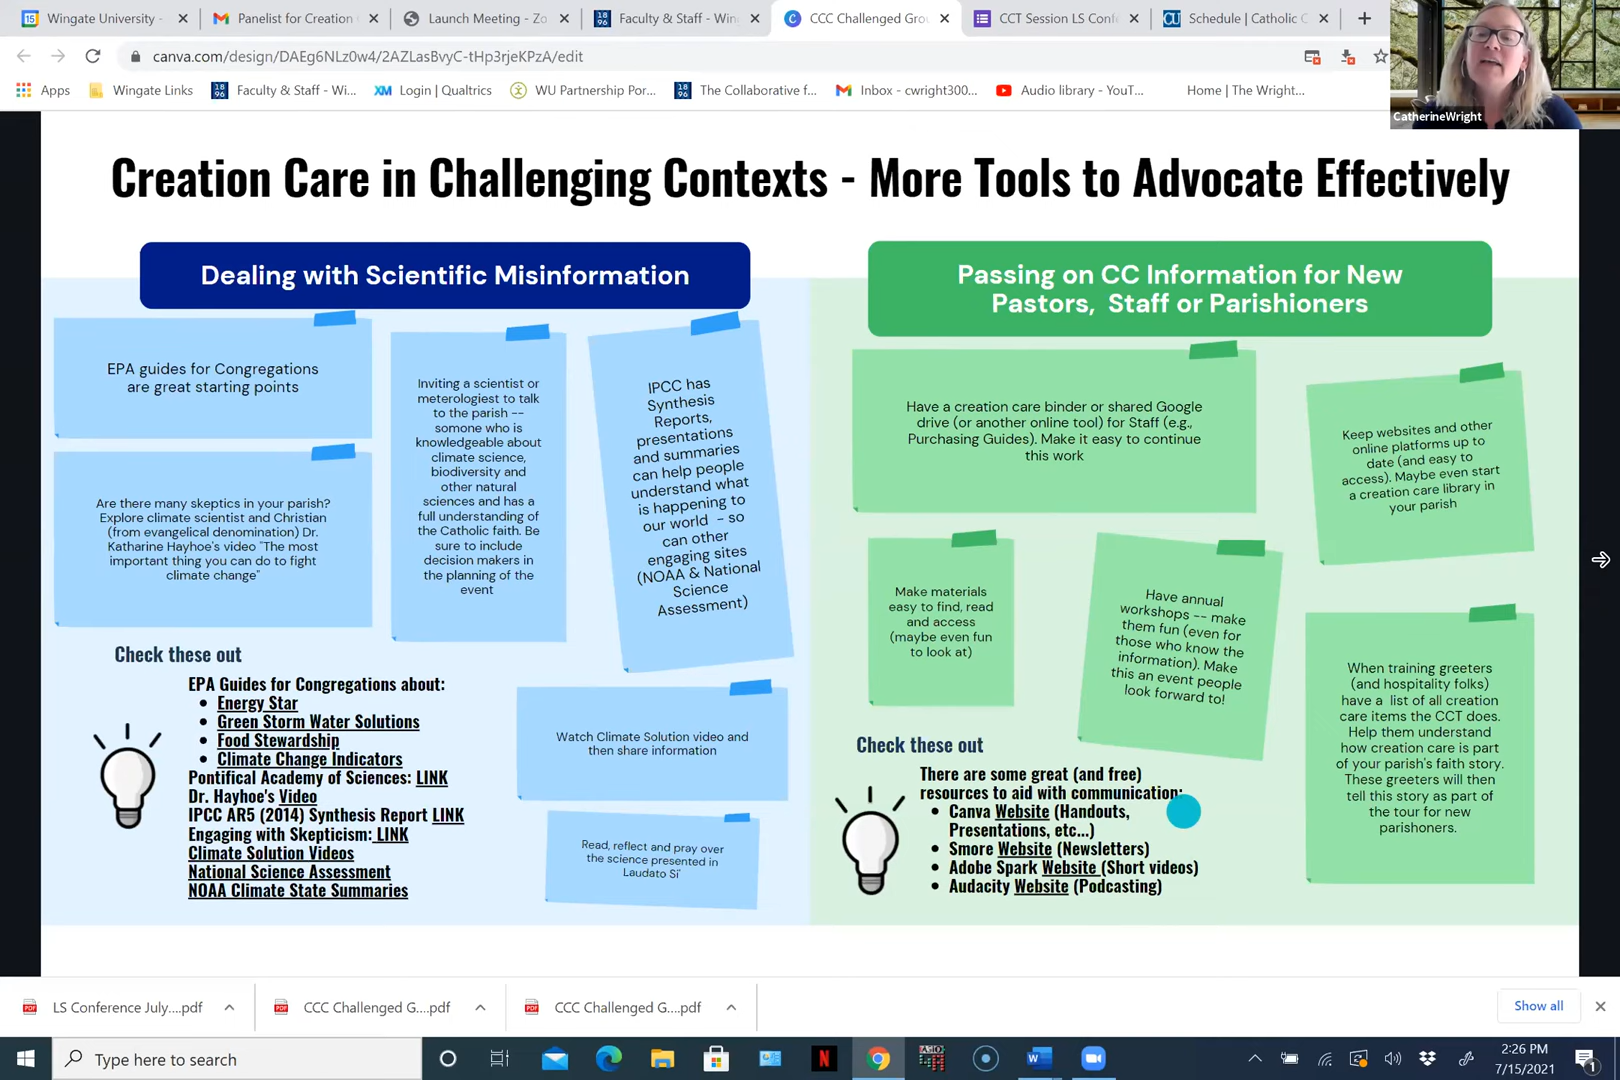 Wingate University -
Panelist for Creation
Launch Meeting - Zo
Faculty & Staff - Win
CCC Challenged Gro
CCT Session LS Conf
Schedule | Catholic C
canva.com/design/DAEg6NLz0w4/2AZLasBvyC-tHp3rjeKPzA/edit
Apps
Wingate Links
Faculty & Staff - Wi...
Login | Qualtrics
WU Partnership Por...
The Collaborative f...
Inbox - cwright300...
Audio library - YouT...
Home | The Wright...
CatherineWright
Creation Care in Challenging Contexts - More Tools to Advocate Effectively
Dealing with Scientific Misinformation
EPA guides for Congregations
are great starting points
Are there many skeptics in your parish?
Explore climate scientist and Christian
(from evangelical denomination) Dr.
Katharine Hayhoe's video "The most
important thing you can do to fight
climate change"
Inviting a scientist or
meterologiest to talk
to the parish --
somone who is
knowledgeable about
climate science,
biodiversity and
other natural
sciences and has a
full understanding of
the Catholic faith. Be
sure to include
decision makers in
the planning of the
event
IPCC has
Synthesis
Reports,
presentations
and summaries
can help people
understand what
is happening to
our world - so
can other
engaging sites
(NOAA & National
Science
Assessment)
Check these out
EPA Guides for Congregations about:
Energy Star
Green Storm Water Solutions
Food Stewardship
Climate Change Indicators
Pontifical Academy of Sciences: LINK
Dr. Hayhoe's Video
IPCC AR5 (2014) Synthesis Report LINK
Engaging with Skepticism: LINK
Climate Solution Videos
National Science Assessment
NOAA Climate State Summaries
Watch Climate Solution video and
then share information
Read, reflect and pray over
the science presented in
Laudato Si'
Passing on CC Information for New
Pastors, Staff or Parishioners
Have a creation care binder or shared Google
drive (or another online tool) for Staff (e.g.,
Purchasing Guides). Make it easy to continue
this work
Keep websites and other
online platforms up to
date (and easy to
access). Maybe even start
a creation care library in
your parish
Make materials
easy to find, read
and access
(maybe even fun
to look at)
Have annual
workshops -- make
them fun (even for
those who know the
information). Make
this an event people
look forward to!
When training greeters
(and hospitality folks)
have a list of all creation
care items the CCT does.
Help them understand
how creation care is part
of your parish's faith story.
These greeters will then
tell this story as part of
the tour for new
parishoners.
Check these out
There are some great (and free)
resources to aid with communication:
Canva Website (Handouts,
Presentations, etc...)
Smore Website (Newsletters)
Adobe Spark Website (Short videos)
Audacity Website (Podcasting)
LS Conference July....pdf
CCC Challenged G....pdf
CCC Challenged G....pdf
Show all
Type here to search
2:26 PM
7/15/2021